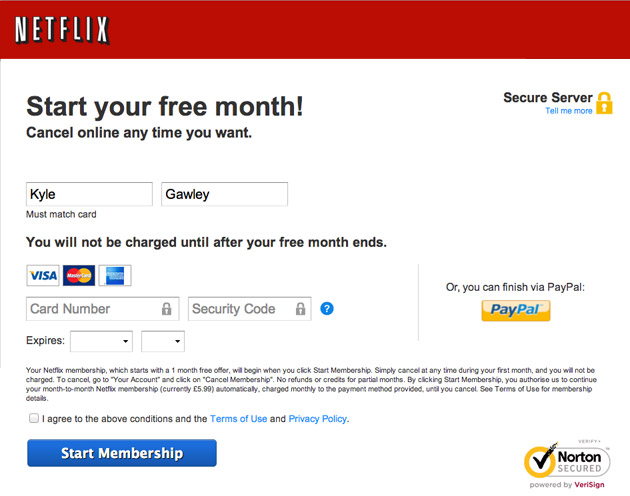 NETFLIX
Start your free month!
Cancel online any time you want.
Secure Server
Tell me more
Kyle
Gawley
Must match card
You will not be charged until after your free month ends.
VISA MasterCard AMERICAN EXPRESS
Card Number
Security Code
?
Or, you can finish via PayPal:
PayPal
Expires:
Your Netflix membership, which starts with a 1 month free offer, will begin when you click Start Membership. Simply cancel at any time during your first month, and you will not be
charged. To cancel, go to "Your Account" and click on "Cancel Membership". No refunds or credits for partial months. By clicking Start Membership, you authorise us to continue
your month-to-month Netflix membership (currently £5.99) automatically, charged monthly to the payment method provided, until you cancel. See Terms of Use for membership
details.
I agree to the above conditions and the Terms of Use and Privacy Policy.
Start Membership
VERIFY
Norton
SECURED
powered by VeriSign